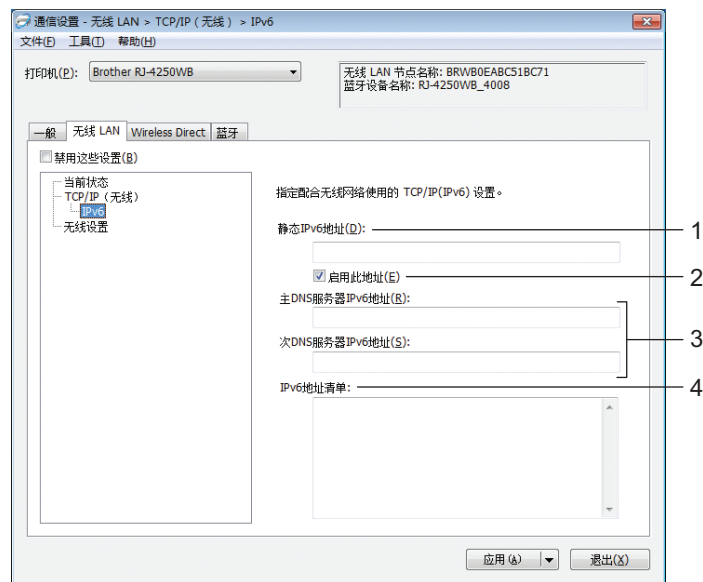 通信设置 - 无线 LAN > TCP/IP ( 无线 ) > IPv6
文件(F) 工具(T) 帮助(H)
打印机(P): Brother RJ-4250WB
无线 LAN 节点名称: BRWB0EABC51BC71
蓝牙设备名称: RJ-4250WB_4008
一般 无线 LAN Wireless Direct 蓝牙
禁用这些设置(B)
当前状态
TCP/IP（无线）
IPv6
无线设置
指定配合无线网络使用的 TCP/IP(IPv6) 设置。
静态IPv6地址(D): 1
启用此地址(E) 2
主DNS服务器IPv6地址(R):
3
次DNS服务器IPv6地址(S):
IPv6地址清单: 4
应用(A) 退出(X)